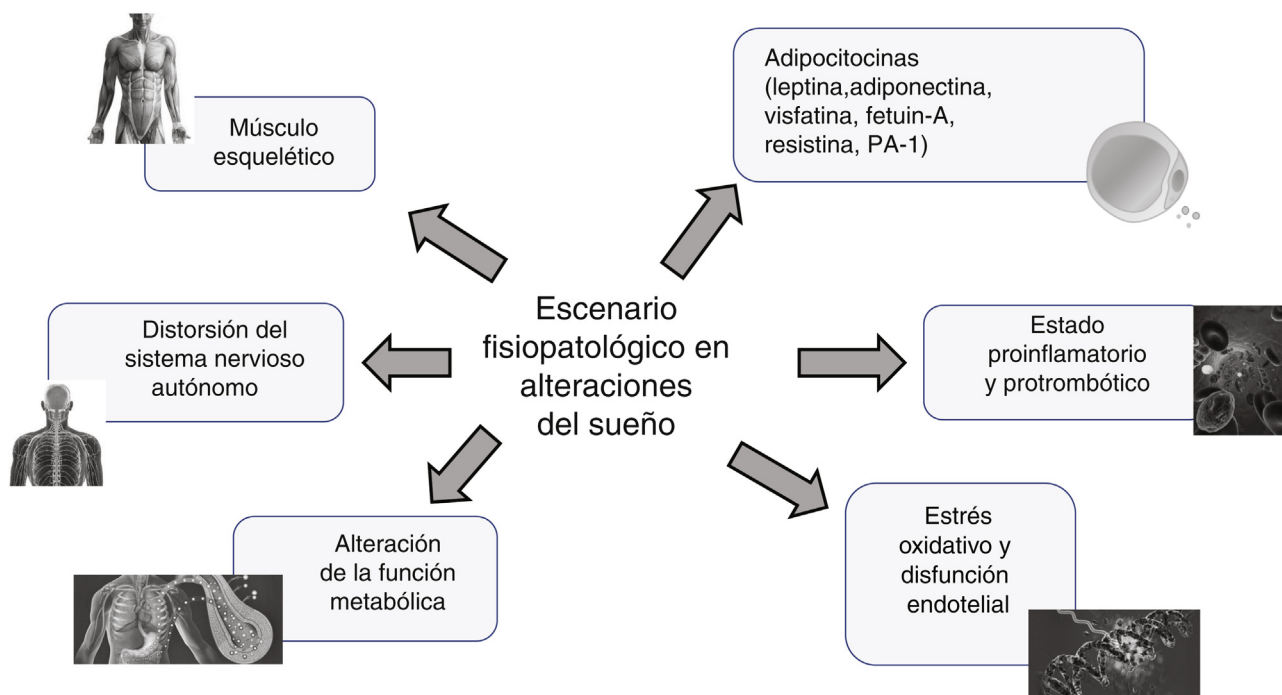 Músculo
esquelético
Adipocitocinas
(leptina,adiponectina,
visfatina, fetuin-A,
resistina, PA-1)
Distorsión del
sistema nervioso
autónomo
Escenario
fisiopatológico en
alteraciones
del sueño
Estado
proinflamatorio
y protrombótico
Alteración
de la función
metabólica
Estrés
oxidativo y
disfunción
endotelial